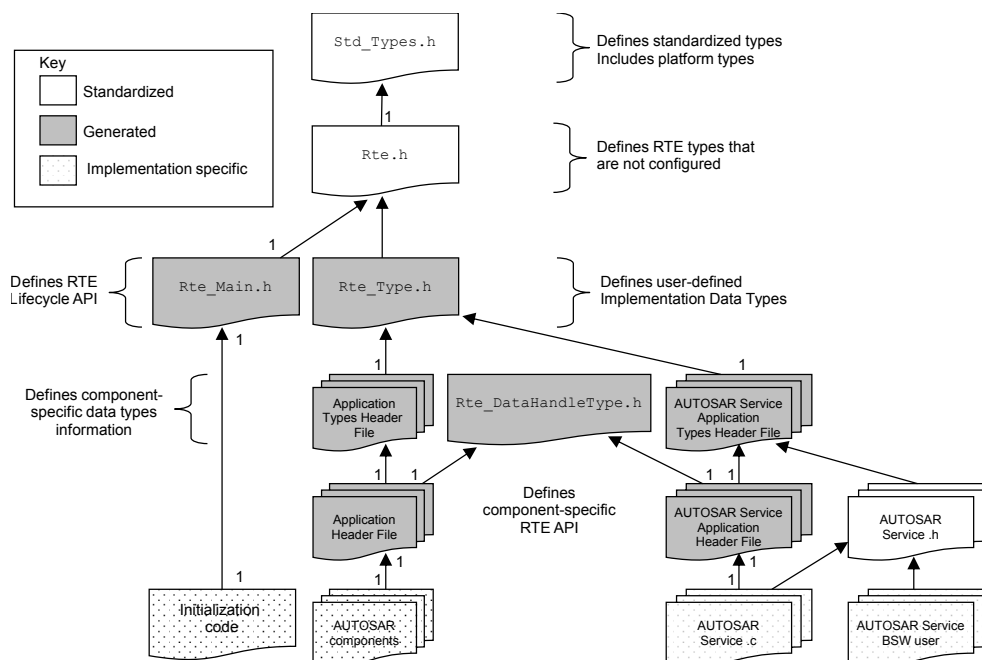 Std_Types.h
Defines standardized types
Includes platform types
Key
Standardized
Generated
Implementation specific
1
Rte.h
Defines RTE types that
are not configured
1
Defines RTE
Lifecycle API
Rte_Main.h
Rte_Type.h
Defines user-defined
Implementation Data Types
1
1
1
Defines component-
specific data types
information
Application
Types Header
File
Rte_DataHandleType.h
AUTOSAR Service
Application
Types Header File
1
1
1
1
Application
Header File
Defines
component-specific
RTE API
AUTOSAR Service
Application
Header File
AUTOSAR
Service .h
1
1
1
1
1
Initialization
code
AUTOSAR
components
AUTOSAR
Service .c
AUTOSAR Service
BSW user